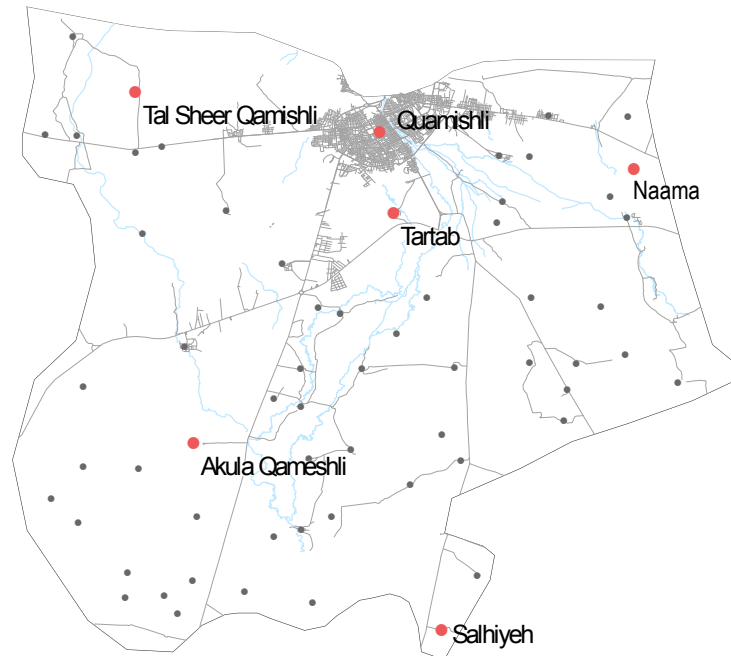 Tal Sheer Qamishli
Quamishli
Naama
Tartab
Akula Qameshli
Salhiyeh